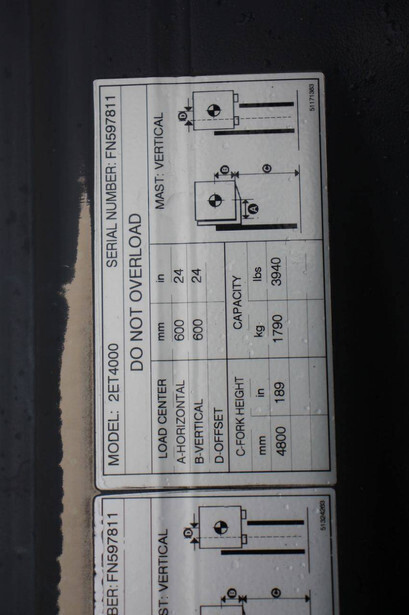 MODEL: 2ET4000 SERIAL NUMBER: FN597811
DO NOT OVERLOAD
LOAD CENTER mm in MAST: VERTICAL
A-HORIZONTAL 600 24
B-VERTICAL 600 24
D-OFFSET
C-FORK HEIGHT CAPACITY
mm in kg lbs
4800 189 1790 3940
A B C D
D
51171383
BER: FN597811
ST: VERTICAL
D